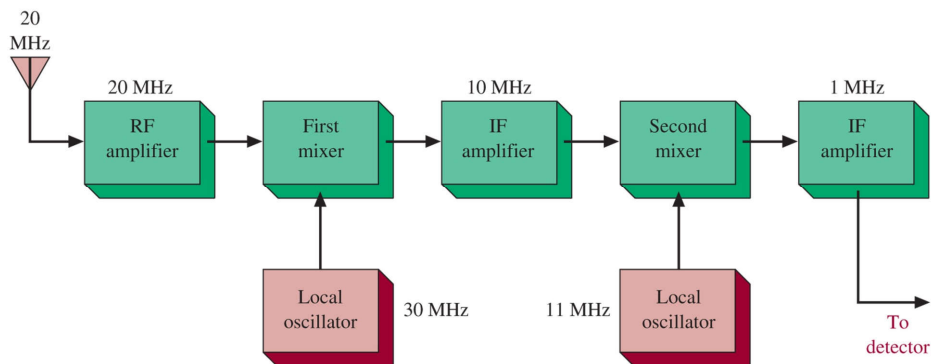 20
MHz
20 MHz
RF
amplifier
First
mixer
10 MHz
IF
amplifier
Second
mixer
1 MHz
IF
amplifier
Local
oscillator
30 MHz
11 MHz
Local
oscillator
To
detector